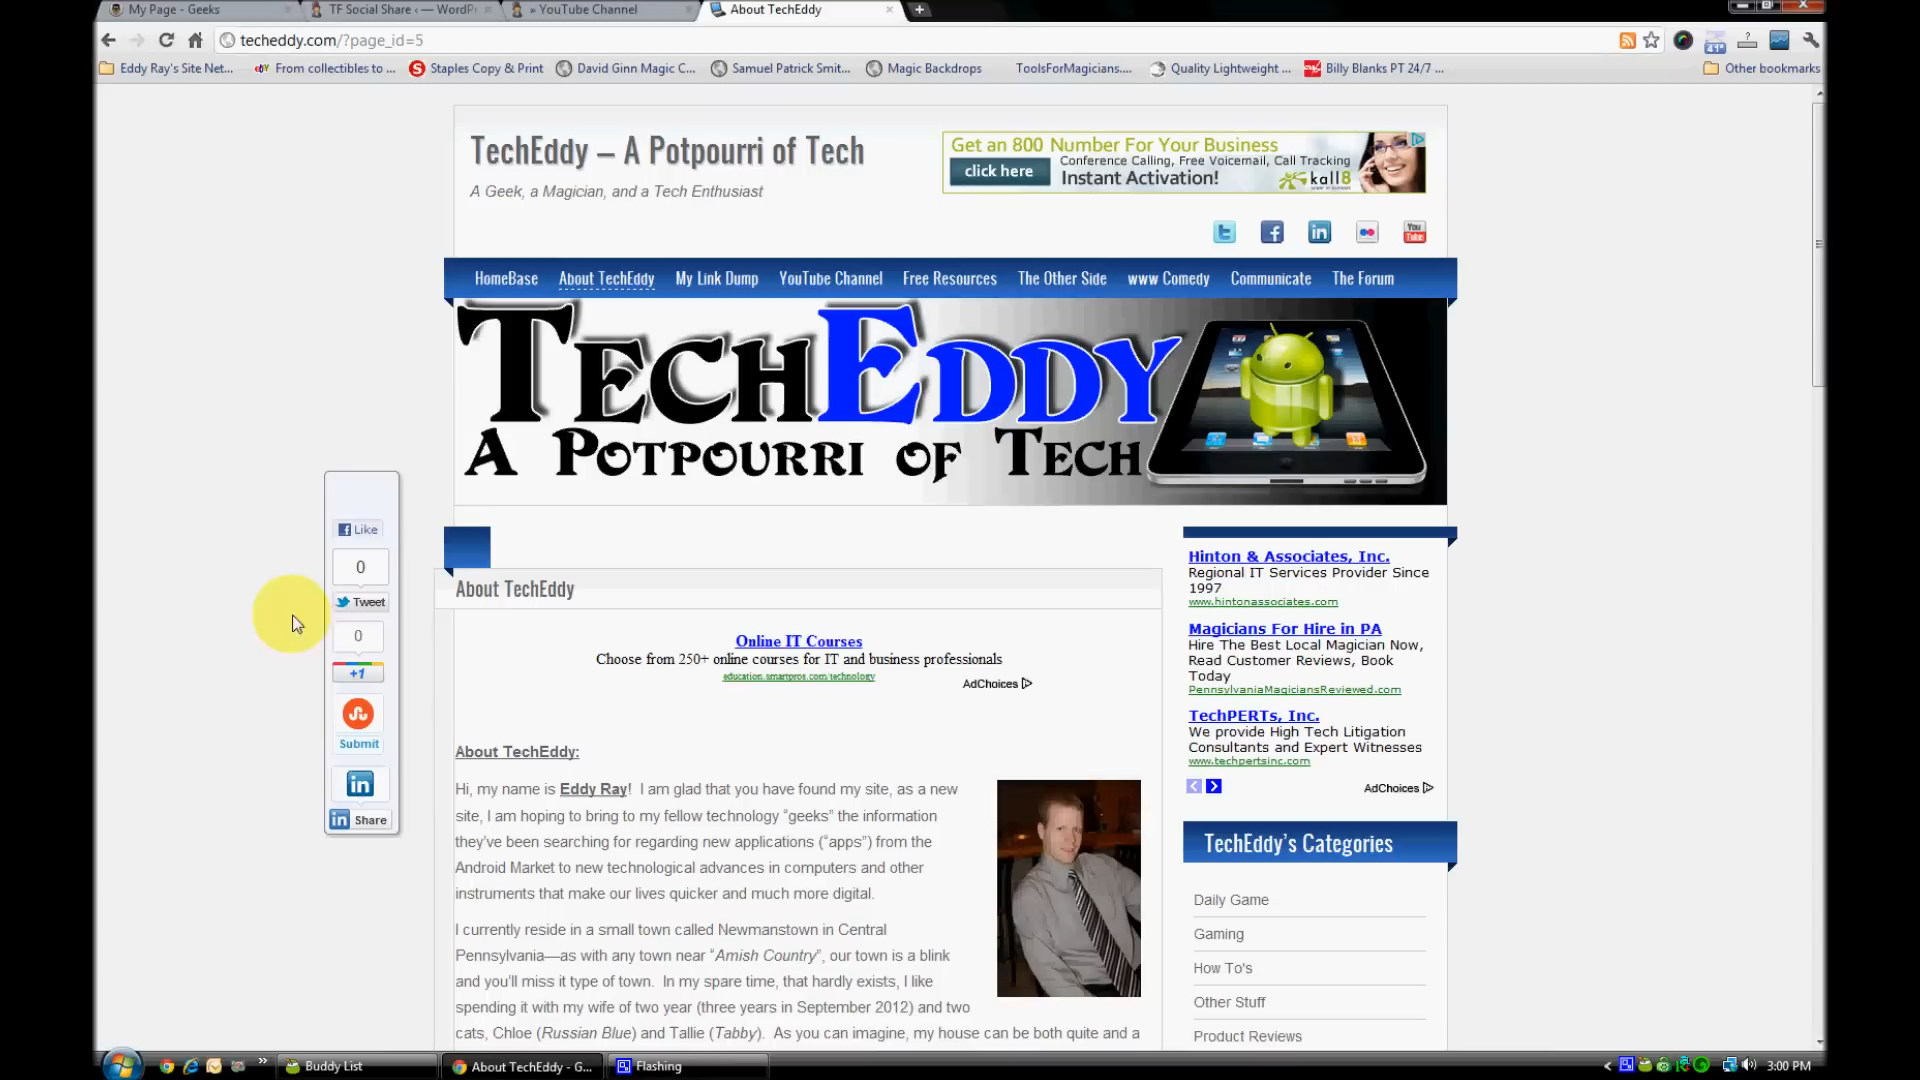 My Page - Geeks
TF Social Share ‹ — WordPr
» YouTube Channel
About TechEddy
techeddy.com/?page_id=5
41°
Eddy Ray's Site Net...
From collectibles to ...
Staples Copy & Print
David Ginn Magic C...
Samuel Patrick Smit...
Magic Backdrops
ToolsForMagicians....
Quality Lightweight ...
Billy Blanks PT 24/7 ...
Other bookmarks
TechEddy – A Potpourri of Tech
A Geek, a Magician, and a Tech Enthusiast
Get an 800 Number For Your Business
click here
Conference Calling, Free Voicemail, Call Tracking
Instant Activation!
kall8
You
Tube
HomeBase
About TechEddy
My Link Dump
YouTube Channel
Free Resources
The Other Side
www Comedy
Communicate
The Forum
TechEddy
A Potpourri of Tech
Like
0
Tweet
0
+1
Submit
in
in Share
About TechEddy
Online IT Courses
Choose from 250+ online courses for IT and business professionals
education.smartpros.com/technology
AdChoices
About TechEddy:
Hi, my name is Eddy Ray!  I am glad that you have found my site, as a new
site, I am hoping to bring to my fellow technology “geeks” the information
they’ve been searching for regarding new applications (“apps”) from the
Android Market to new technological advances in computers and other
instruments that make our lives quicker and much more digital.
I currently reside in a small town called Newmanstown in Central
Pennsylvania—as with any town near “Amish Country”, our town is a blink
and you’ll miss it type of town.  In my spare time, that hardly exists, I like
spending it with my wife of two year (three years in September 2012) and two
cats, Chloe (Russian Blue) and Tallie (Tabby).  As you can imagine, my house can be both quite and a
Hinton & Associates, Inc.
Regional IT Services Provider Since
1997
www.hintonassociates.com
Magicians For Hire in PA
Hire The Best Local Magician Now,
Read Customer Reviews, Book
Today
PennsylvaniaMagiciansReviewed.com
TechPERTs, Inc.
We provide High Tech Litigation
Consultants and Expert Witnesses
www.techpertsinc.com
AdChoices
TechEddy’s Categories
Daily Game
Gaming
How To's
Other Stuff
Product Reviews
Buddy List
About TechEddy - G...
Flashing
3:00 PM